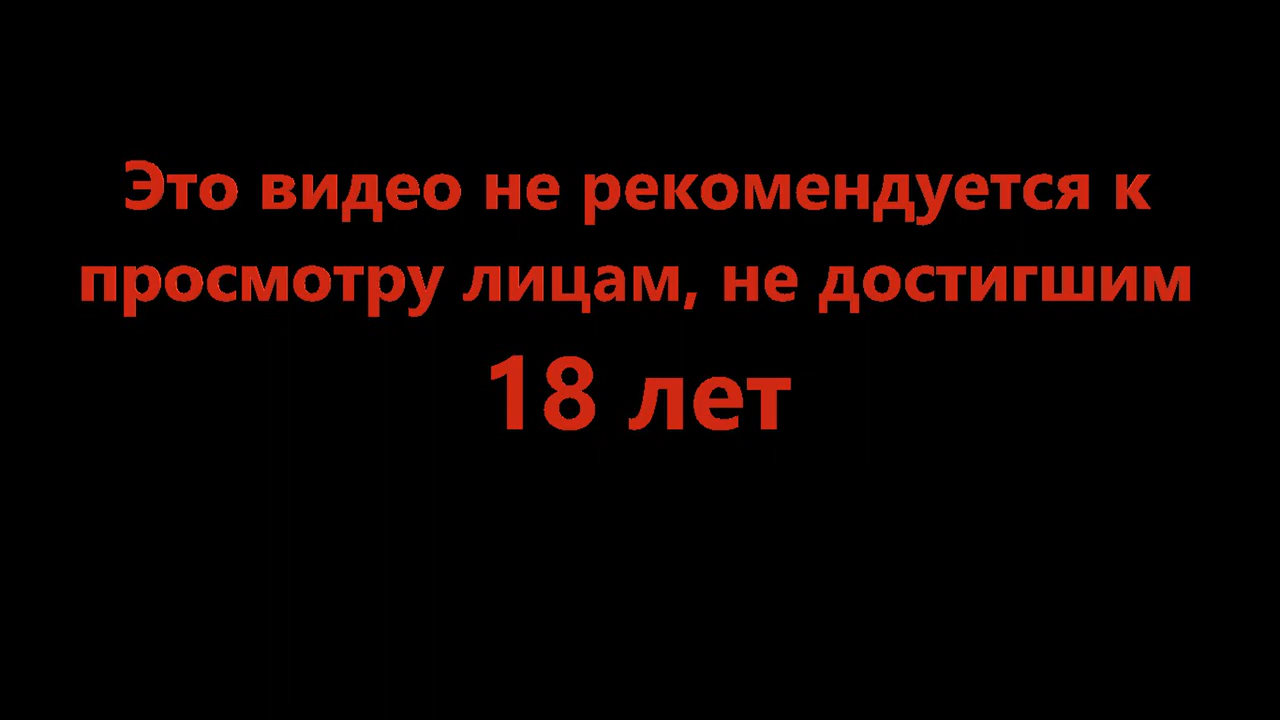 Это видео не рекомендуется к
просмотру лицам, не достигшим
18 лет